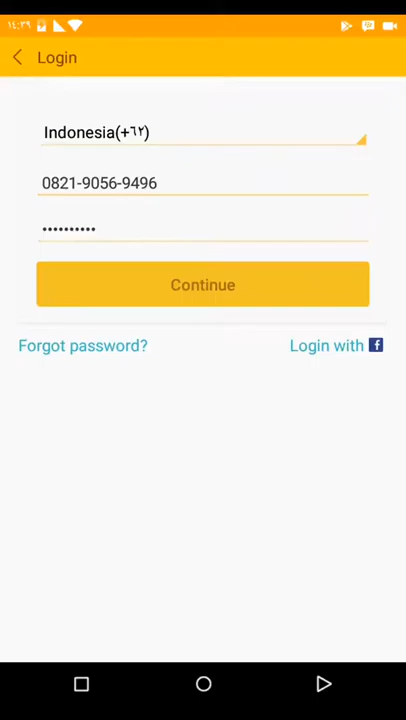 ١٤:٣٩
Login
Indonesia(+٦٢)
0821-9056-9496
••••••••••
Continue
Forgot password?
Login with f